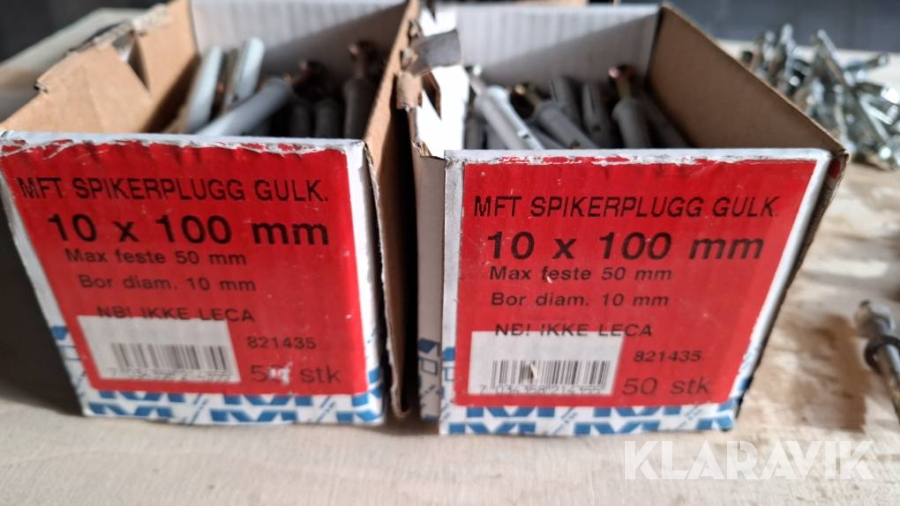 MFT SPIKERPLUGG GULK.
10 x 100 mm
Max feste 50 mm
Bor diam. 10 mm
NB! IKKE LECA
821435
stk
MFT SPIKERPLUGG GULK.
10 x 100 mm
Max feste 50 mm
Bor diam. 10 mm
NB! IKKE LECA
821435
50 stk
KLARAVIK